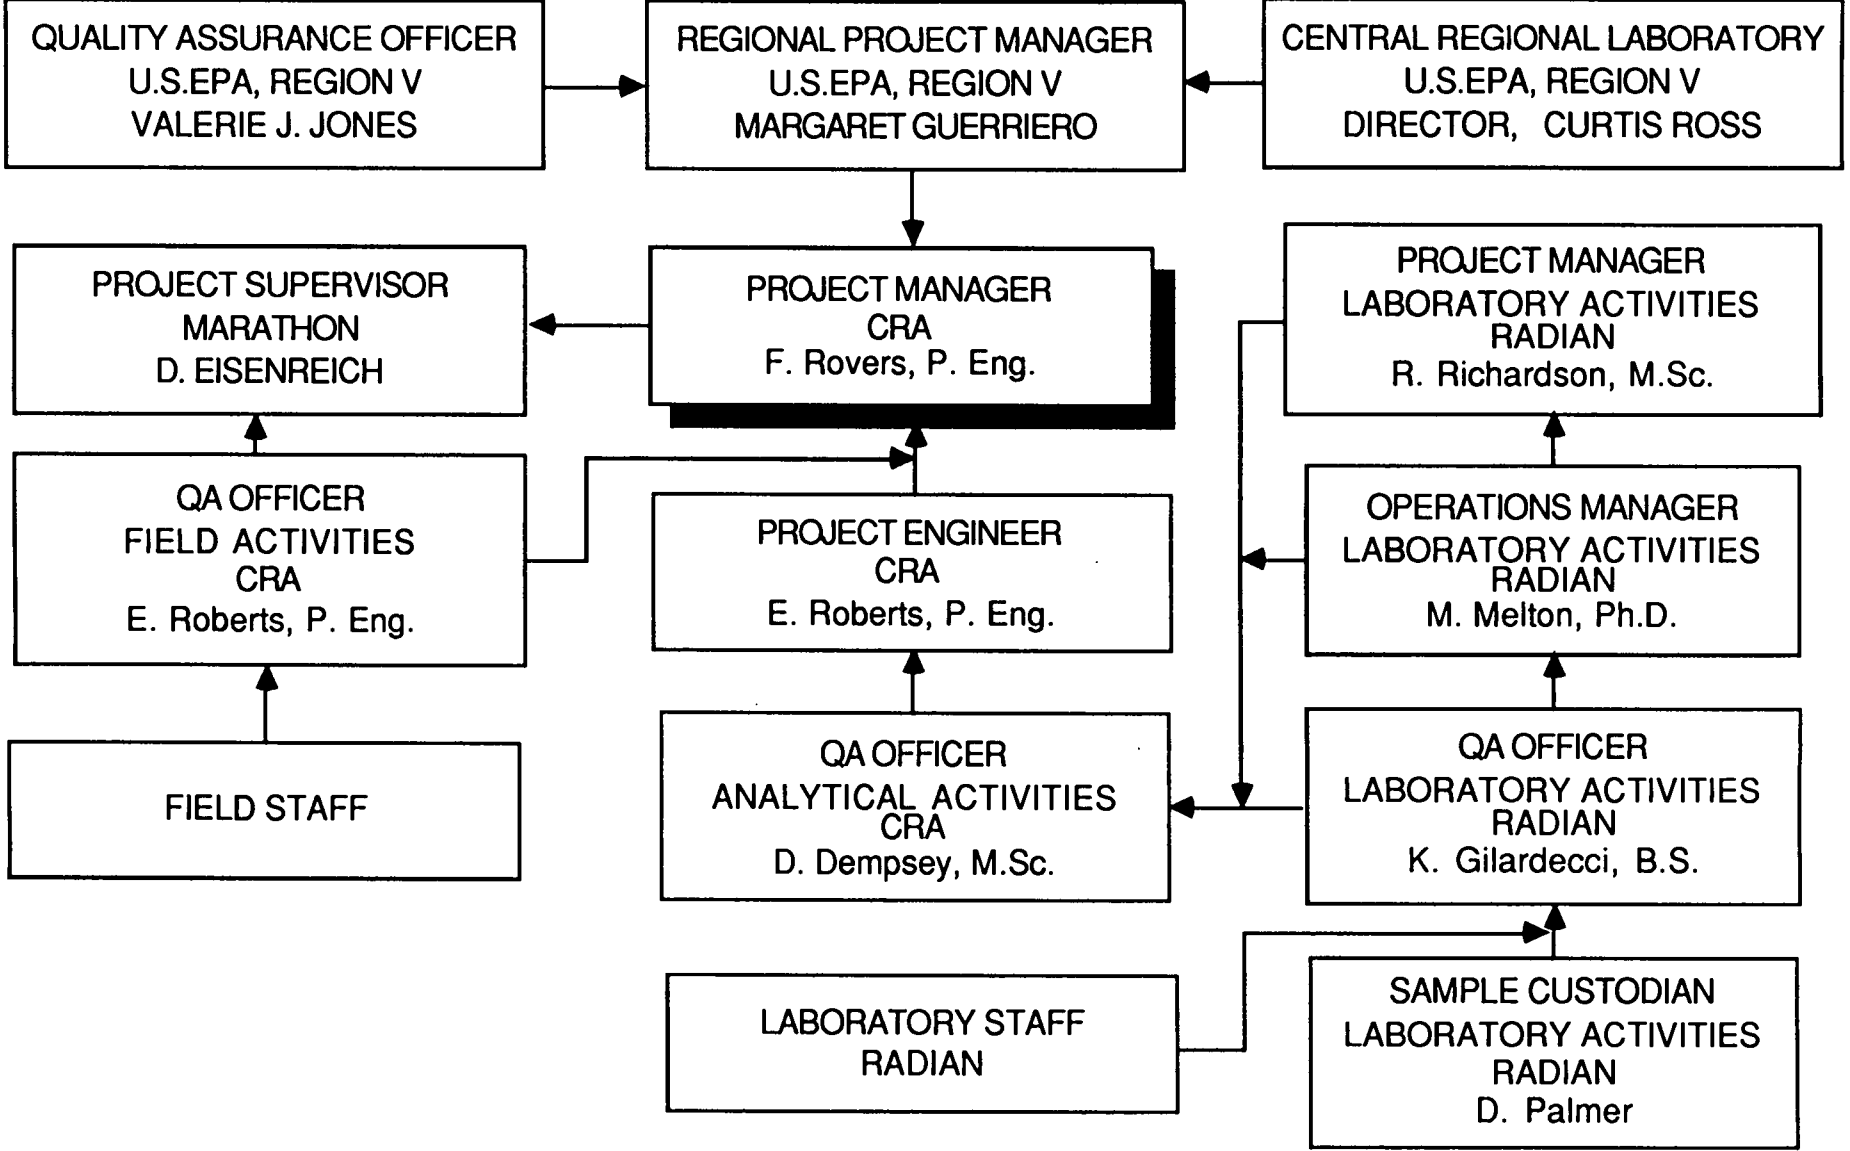 QUALITY ASSURANCE OFFICER
U.S.EPA, REGION V
VALERIE J. JONES
REGIONAL PROJECT MANAGER
U.S.EPA, REGION V
MARGARET GUERRIERO
CENTRAL REGIONAL LABORATORY
U.S.EPA, REGION V
DIRECTOR, CURTIS ROSS
PROJECT SUPERVISOR
MARATHON
D. EISENREICH
PROJECT MANAGER
CRA
F. Rovers, P. Eng.
PROJECT MANAGER
LABORATORY ACTIVITIES
RADIAN
R. Richardson, M.Sc.
QA OFFICER
FIELD ACTIVITIES
CRA
E. Roberts, P. Eng.
PROJECT ENGINEER
CRA
E. Roberts, P. Eng.
OPERATIONS MANAGER
LABORATORY ACTIVITIES
RADIAN
M. Melton, Ph.D.
FIELD STAFF
QA OFFICER
ANALYTICAL ACTIVITIES
CRA
D. Dempsey, M.Sc.
QA OFFICER
LABORATORY ACTIVITIES
RADIAN
K. Gilardecci, B.S.
LABORATORY STAFF
RADIAN
SAMPLE CUSTODIAN
LABORATORY ACTIVITIES
RADIAN
D. Palmer